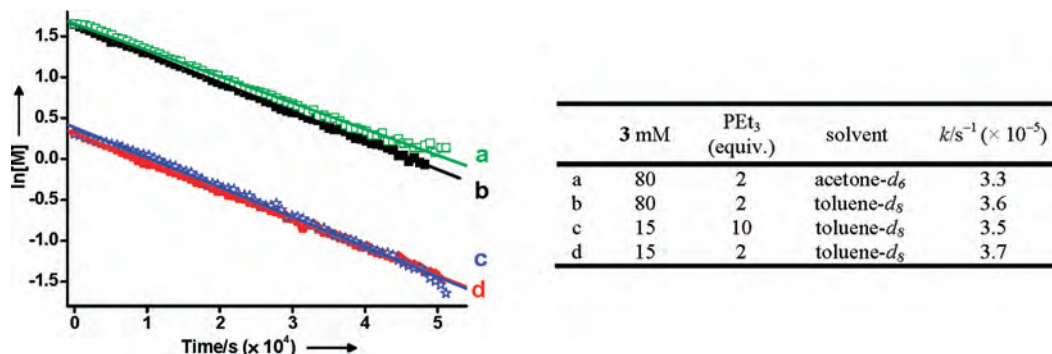 1.5
1.0
0.5
0.0
-0.5
-1.0
-1.5
ln[M]
0 1 2 3 4 5
Time/s (× 10⁴)
a
b
c
d
3 mM PEt₃ (equiv.) solvent k/s⁻¹ (× 10⁻⁵)
a 80 2 acetone-d₆ 3.3
b 80 2 toluene-d₈ 3.6
c 15 10 toluene-d₈ 3.5
d 15 2 toluene-d₈ 3.7